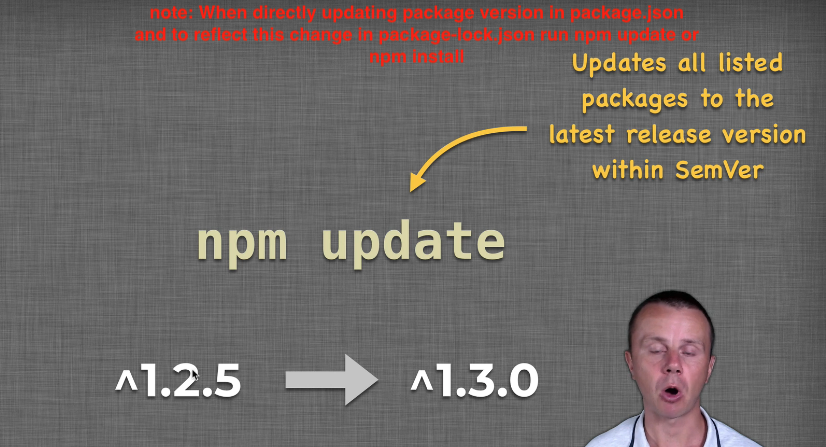 note: When directly updating package version in package.json
and to reflect this change in package-lock.json run npm update or
npm install
Updates all listed
packages to the
latest release version
within SemVer
npm update
^1.2.5
^1.3.0